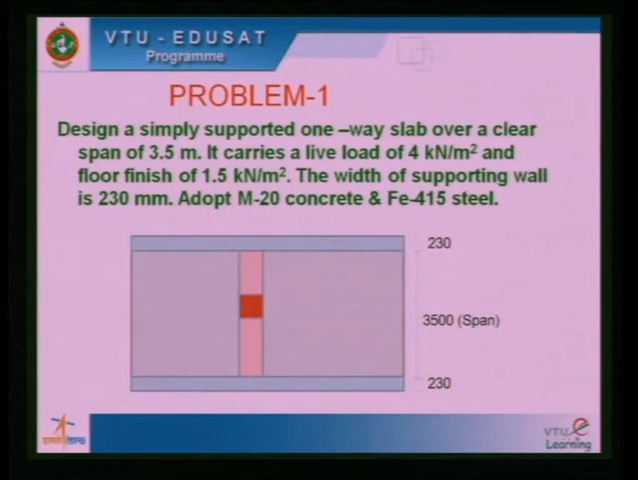 VTU - EDUSAT
Programme
PROBLEM-1
Design a simply supported one –way slab over a clear
span of 3.5 m. It carries a live load of 4 kN/m² and
floor finish of 1.5 kN/m². The width of supporting wall
is 230 mm. Adopt M-20 concrete & Fe-415 steel.
230
3500 (Span)
230
VTU e
Learning